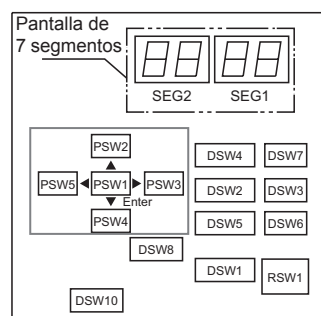 Pantalla de
7 segmentos
SEG2 SEG1
PSW2
PSW5 PSW1 PSW3
Enter
PSW4
DSW4 DSW7
DSW2 DSW3
DSW5 DSW6
DSW8
DSW1 RSW1
DSW10